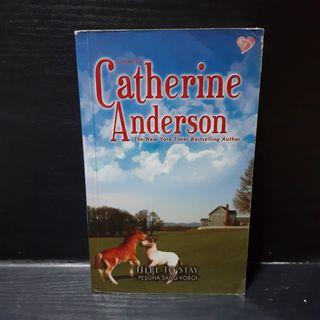 Catherine
Anderson
The New York Times Bestselling Author
HERE TO STAY
PESONA SANG KOBOI